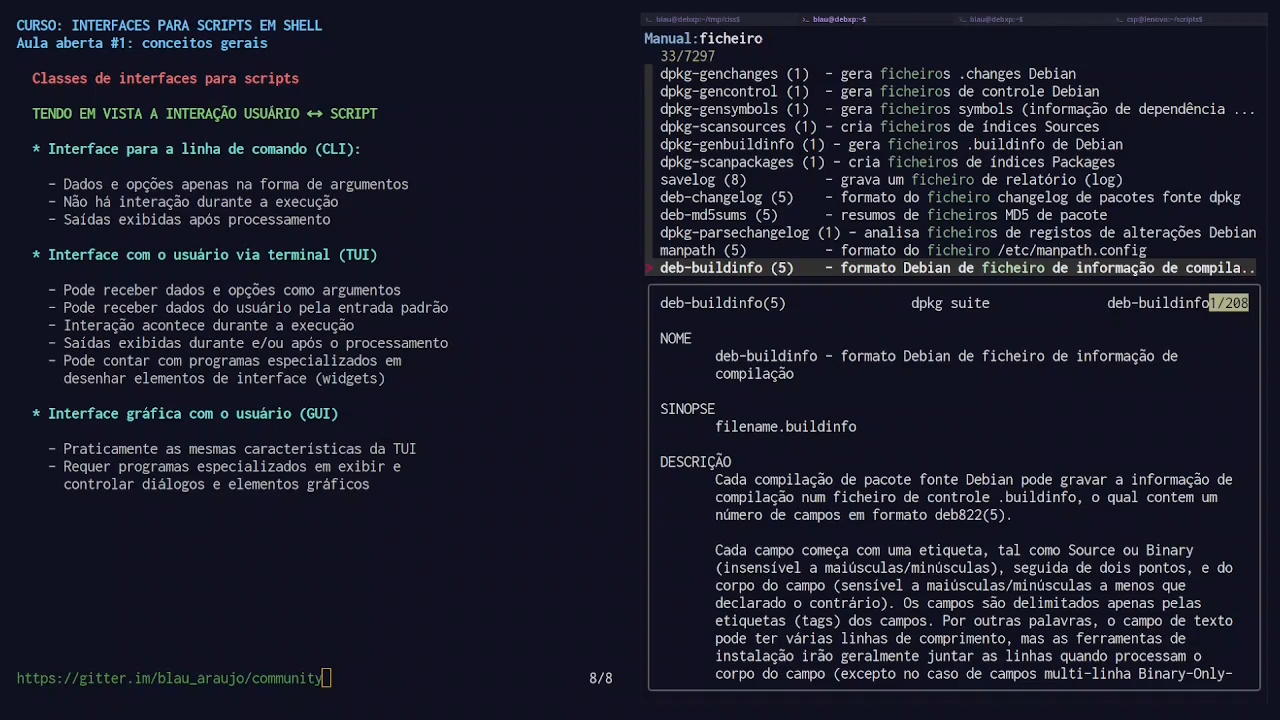 CURSO: INTERFACES PARA SCRIPTS EM SHELL
Aula aberta #1: conceitos gerais
Classes de interfaces para scripts
TENDO EM VISTA A INTERAÇÃO USUÁRIO ↔ SCRIPT
* Interface para a linha de comando (CLI):
- Dados e opções apenas na forma de argumentos
- Não há interação durante a execução
- Saídas exibidas após processamento
* Interface com o usuário via terminal (TUI)
- Pode receber dados e opções como argumentos
- Pode receber dados do usuário pela entrada padrão
- Interação acontece durante a execução
- Saídas exibidas durante e/ou após o processamento
- Pode contar com programas especializados em
desenhar elementos de interface (widgets)
* Interface gráfica com o usuário (GUI)
- Praticamente as mesmas características da TUI
- Requer programas especializados em exibir e
controlar diálogos e elementos gráficos
https://gitter.im/blau_araujo/community
8/8
blau@debxp:~/tmp/ciss$ blau@debxp:~$ blau@debxp:~$ csp@lenovo:~/scripts$
Manual:ficheiro
33/7297
dpkg-genchanges (1) - gera ficheiros .changes Debian
dpkg-gencontrol (1) - gera ficheiros de controle Debian
dpkg-gensymbols (1) - gera ficheiros symbols (informação de dependência ...
dpkg-scansources (1) - cria ficheiros de índices Sources
dpkg-genbuildinfo (1) - gera ficheiros .buildinfo de Debian
dpkg-scanpackages (1) - cria ficheiros de índices Packages
savelog (8) - grava um ficheiro de relatório (log)
deb-changelog (5) - formato do ficheiro changelog de pacotes fonte dpkg
deb-md5sums (5) - resumos de ficheiros MD5 de pacote
dpkg-parsechangelog (1) - analisa ficheiros de registos de alterações Debian
manpath (5) - formato do ficheiro /etc/manpath.config
> deb-buildinfo (5) - formato Debian de ficheiro de informação de compila..
deb-buildinfo(5) dpkg suite deb-buildinfo1/208
NOME
deb-buildinfo - formato Debian de ficheiro de informação de
compilação
SINOPSE
filename.buildinfo
DESCRIÇÃO
Cada compilação de pacote fonte Debian pode gravar a informação de
compilação num ficheiro de controle .buildinfo, o qual contem um
número de campos em formato deb822(5).
Cada campo começa com uma etiqueta, tal como Source ou Binary
(insensível a maiúsculas/minúsculas), seguida de dois pontos, e do
corpo do campo (sensível a maiúsculas/minúsculas a menos que
declarado o contrário). Os campos são delimitados apenas pelas
etiquetas (tags) dos campos. Por outras palavras, o campo de texto
pode ter várias linhas de comprimento, mas as ferramentas de
instalação irão geralmente juntar as linhas quando processam o
corpo do campo (excepto no caso de campos multi-linha Binary-Only-